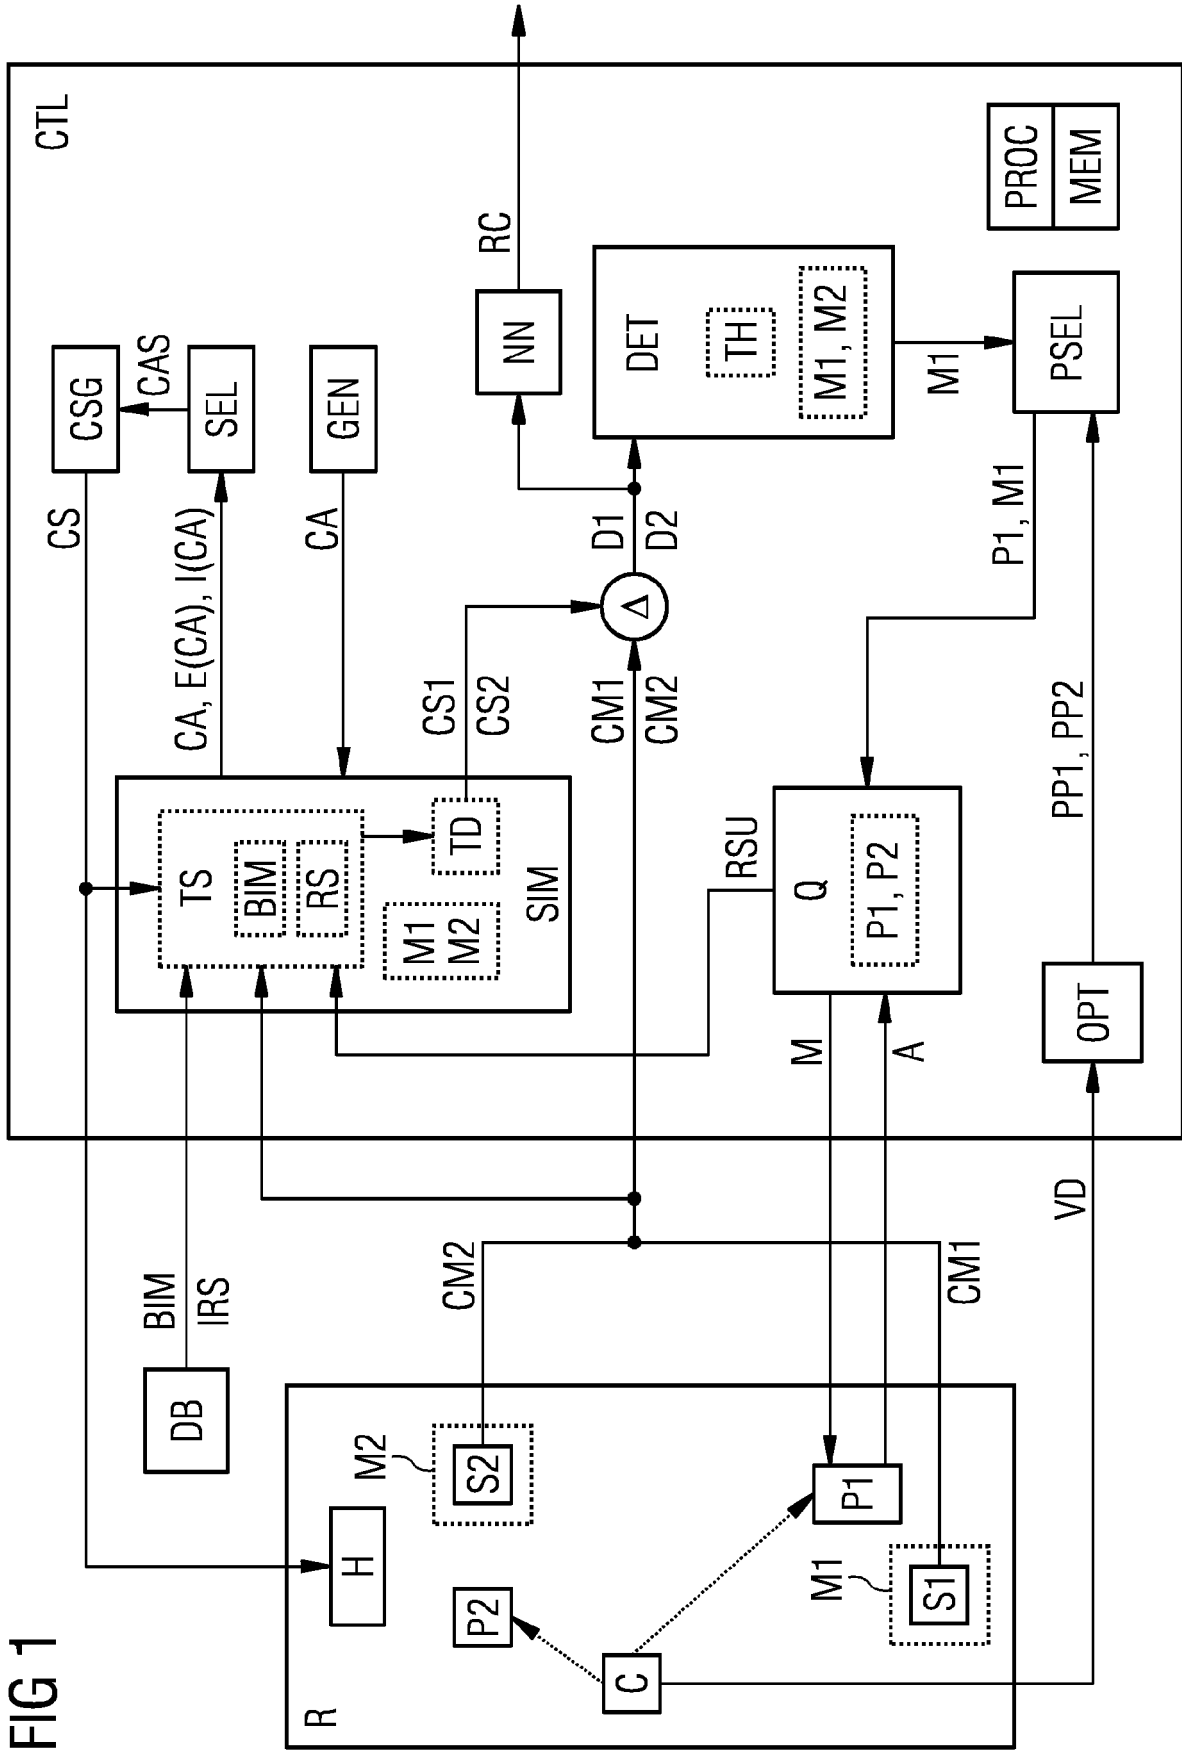 FIG 1
CTL
CS
CSG
CAS
SEL
CA, E(CA), I(CA)
GEN
CA
DB
BIM
IRS
TS
BIM
RS
TD
M1
M2
SIM
CS1
CS2
NN
RC
R
H
M2
S2
CM2
CM1
CM2
Δ
D1
D2
DET
TH
M1, M2
P2
C
P1
M1
S1
CM1
M
A
RSU
Q
P1, P2
P1, M1
M1
PSEL
PROC
MEM
VD
OPT
PP1, PP2